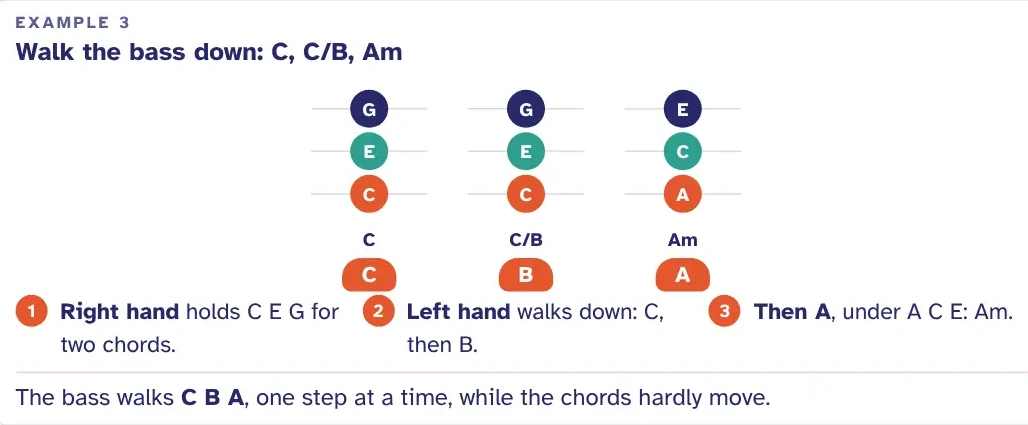 EXAMPLE 3
Walk the bass down: C, C/B, Am
G G E
E E C
C C A
C C/B Am
C B A
1 Right hand holds C E G for two chords.
2 Left hand walks down: C, then B.
3 Then A, under A C E: Am.
The bass walks C B A, one step at a time, while the chords hardly move.